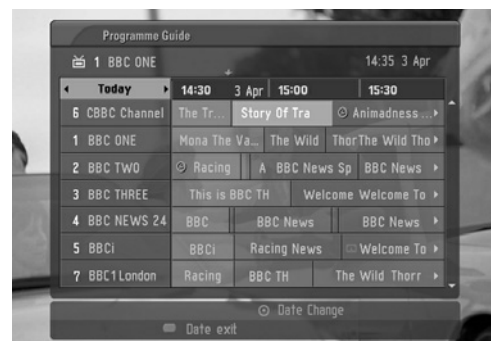 Programme Guide
1 BBC ONE 14:35 3 Apr
Today 14:30 3 Apr 15:00 15:30
6 CBBC Channel The Tr... Story Of Tra Animadness ...
1 BBC ONE Mona The Va... The Wild Thor The Wild Tho
2 BBC TWO Racing A BBC News Sp BBC News
3 BBC THREE This is BBC TH Welcome Welcome To
4 BBC NEWS 24 BBC BBC News BBC News
5 BBCi BBCi Racing News Welcome To
7 BBC1 London Racing BBC TH The Wild Thorr
Date Change
Date exit